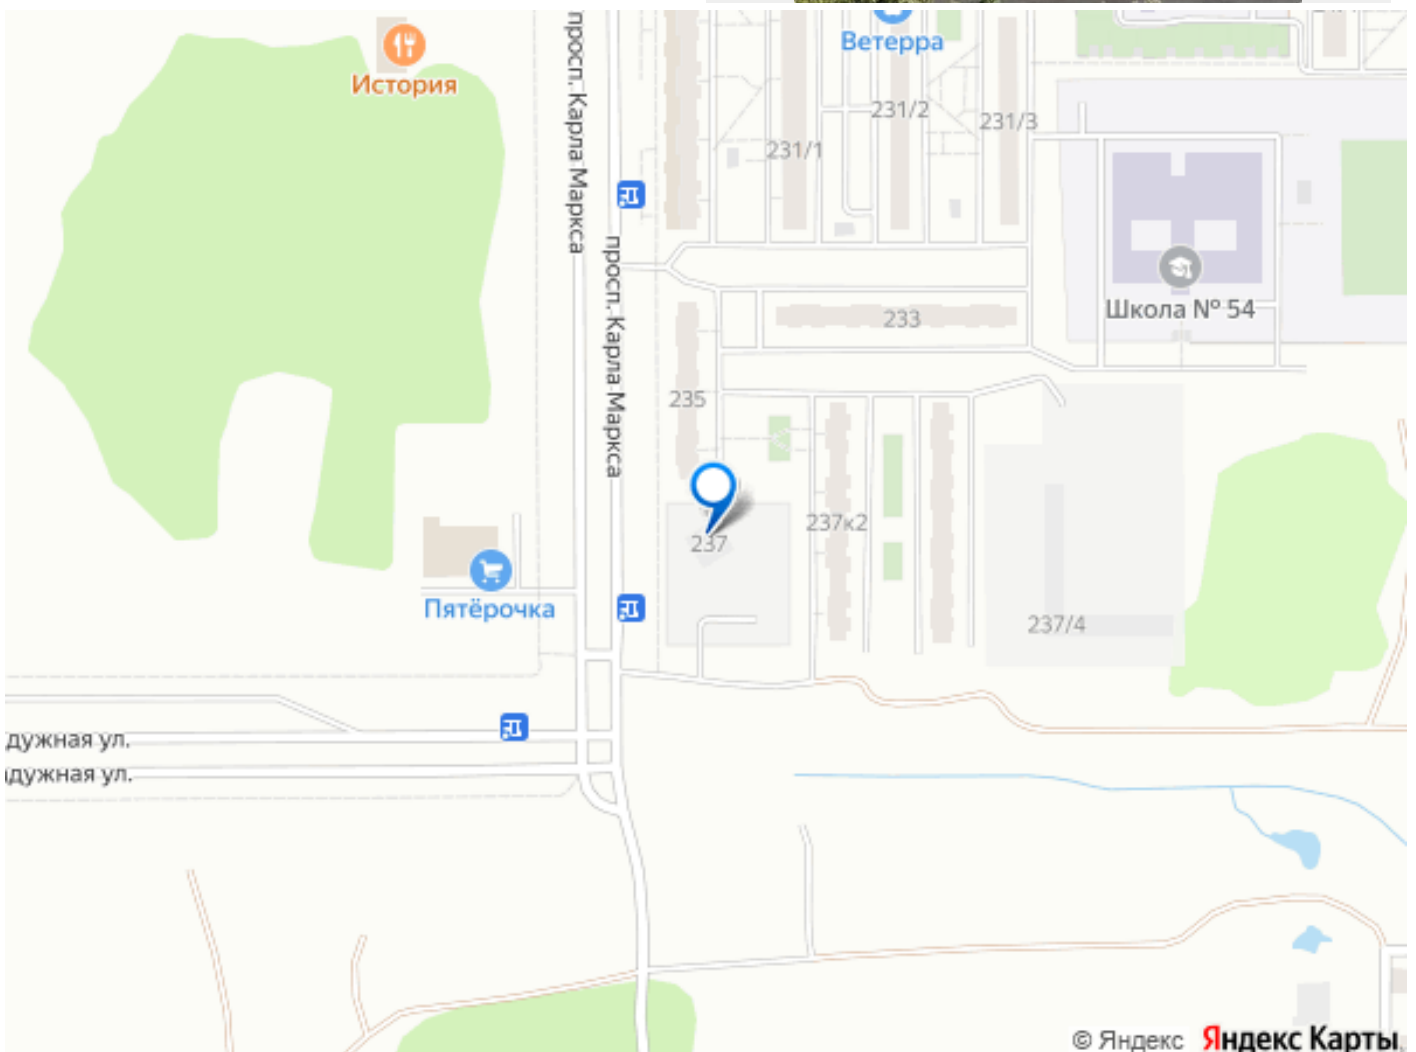 Ветерра
История
просп. Карла Маркса
231/2
231/3
231/1
просп. Карла Маркса
Школа № 54
233
235
237к2
237
Пятёрочка
237/4
дужная ул.
дужная ул.
© Яндекс Яндекс Карты